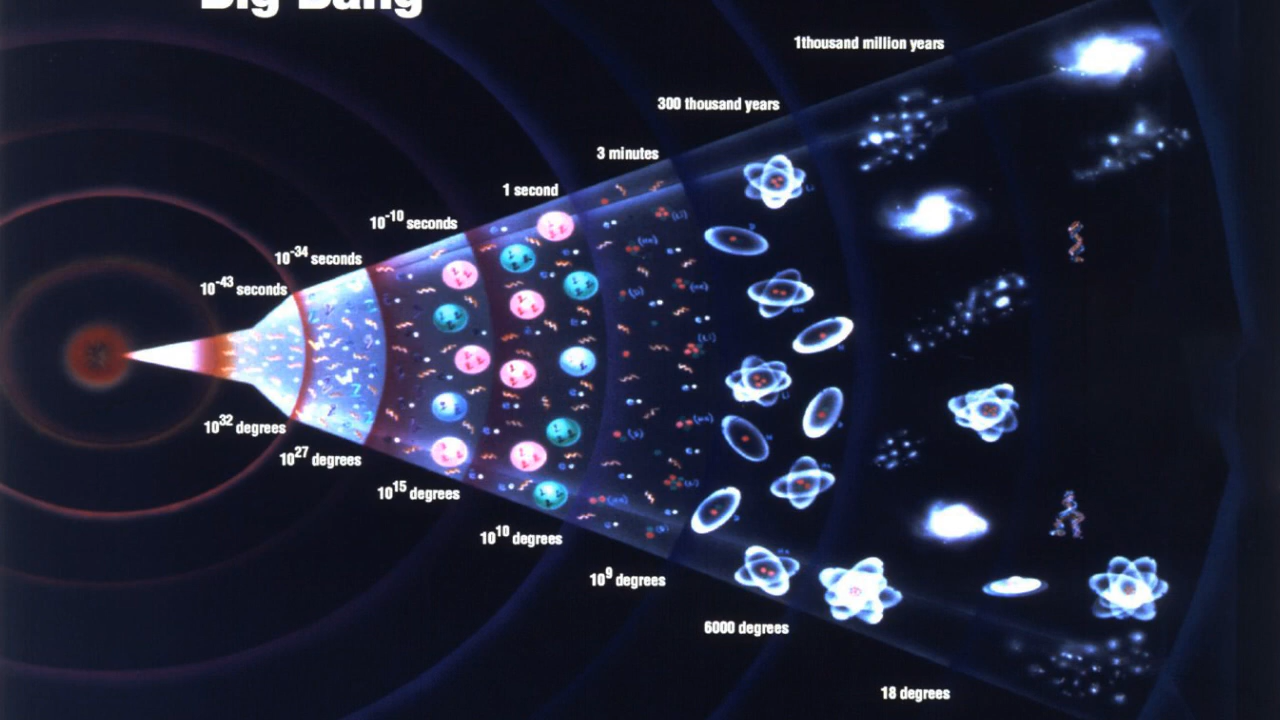 Big Bang
1thousand million years
300 thousand years
3 minutes
1 second
10⁻¹⁰ seconds
10⁻³⁴ seconds
10⁻⁴³ seconds
10³² degrees
10²⁷ degrees
10¹⁵ degrees
10¹⁰ degrees
10⁹ degrees
6000 degrees
18 degrees